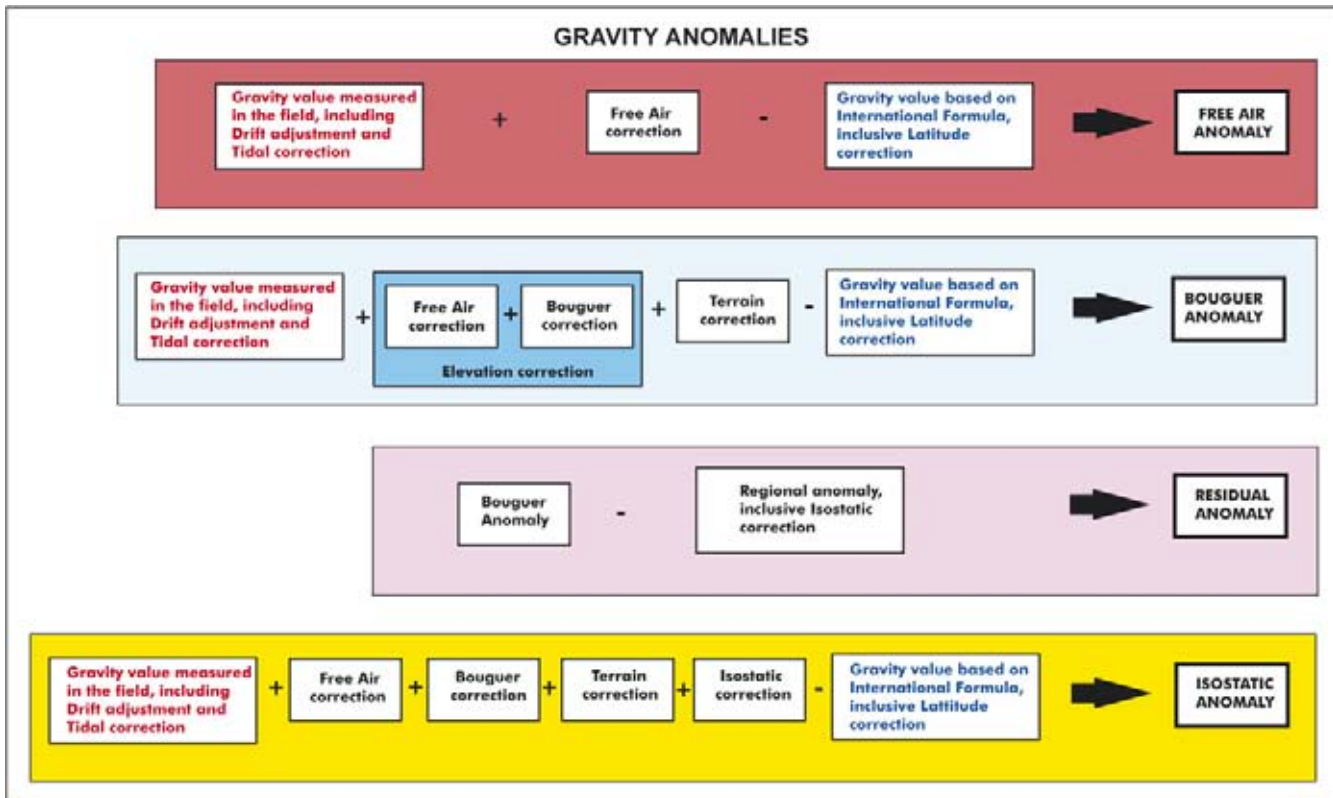 GRAVITY ANOMALIES
Gravity value measured
in the field, including
Drift adjustment and
Tidal correction
+
Free Air
correction
-
Gravity value based on
International Formula,
inclusive Latitude
correction
FREE AIR
ANOMALY
Gravity value measured
in the field, including
Drift adjustment and
Tidal correction
+
Free Air
correction
+
Bouguer
correction
Elevation correction
+
Terrain
correction
-
Gravity value based on
International Formula,
inclusive Latitude
correction
BOUGUER
ANOMALY
Bouguer
Anomaly
-
Regional anomaly,
inclusive Isostatic
correction
RESIDUAL
ANOMALY
Gravity value measured
in the field, including
Drift adjustment and
Tidal correction
+
Free Air
correction
+
Bouguer
correction
+
Terrain
correction
+
Isostatic
correction
-
Gravity value based on
International Formula,
inclusive Lattitude
correction
ISOSTATIC
ANOMALY